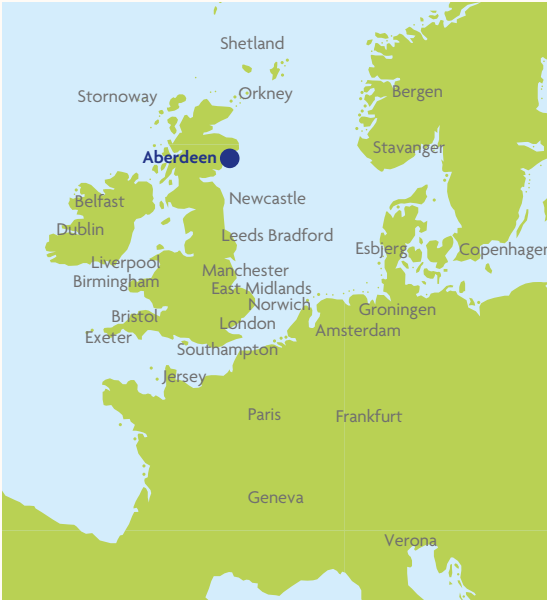 Shetland
Bergen
Stornoway
Orkney
Stavanger
Aberdeen
Belfast
Newcastle
Dublin
Leeds Bradford
Esbjerg
Copenhagen
Liverpool
Manchester
Birmingham
East Midlands
Norwich
Groningen
Bristol
London
Amsterdam
Exeter
Southampton
Jersey
Paris
Frankfurt
Geneva
Verona